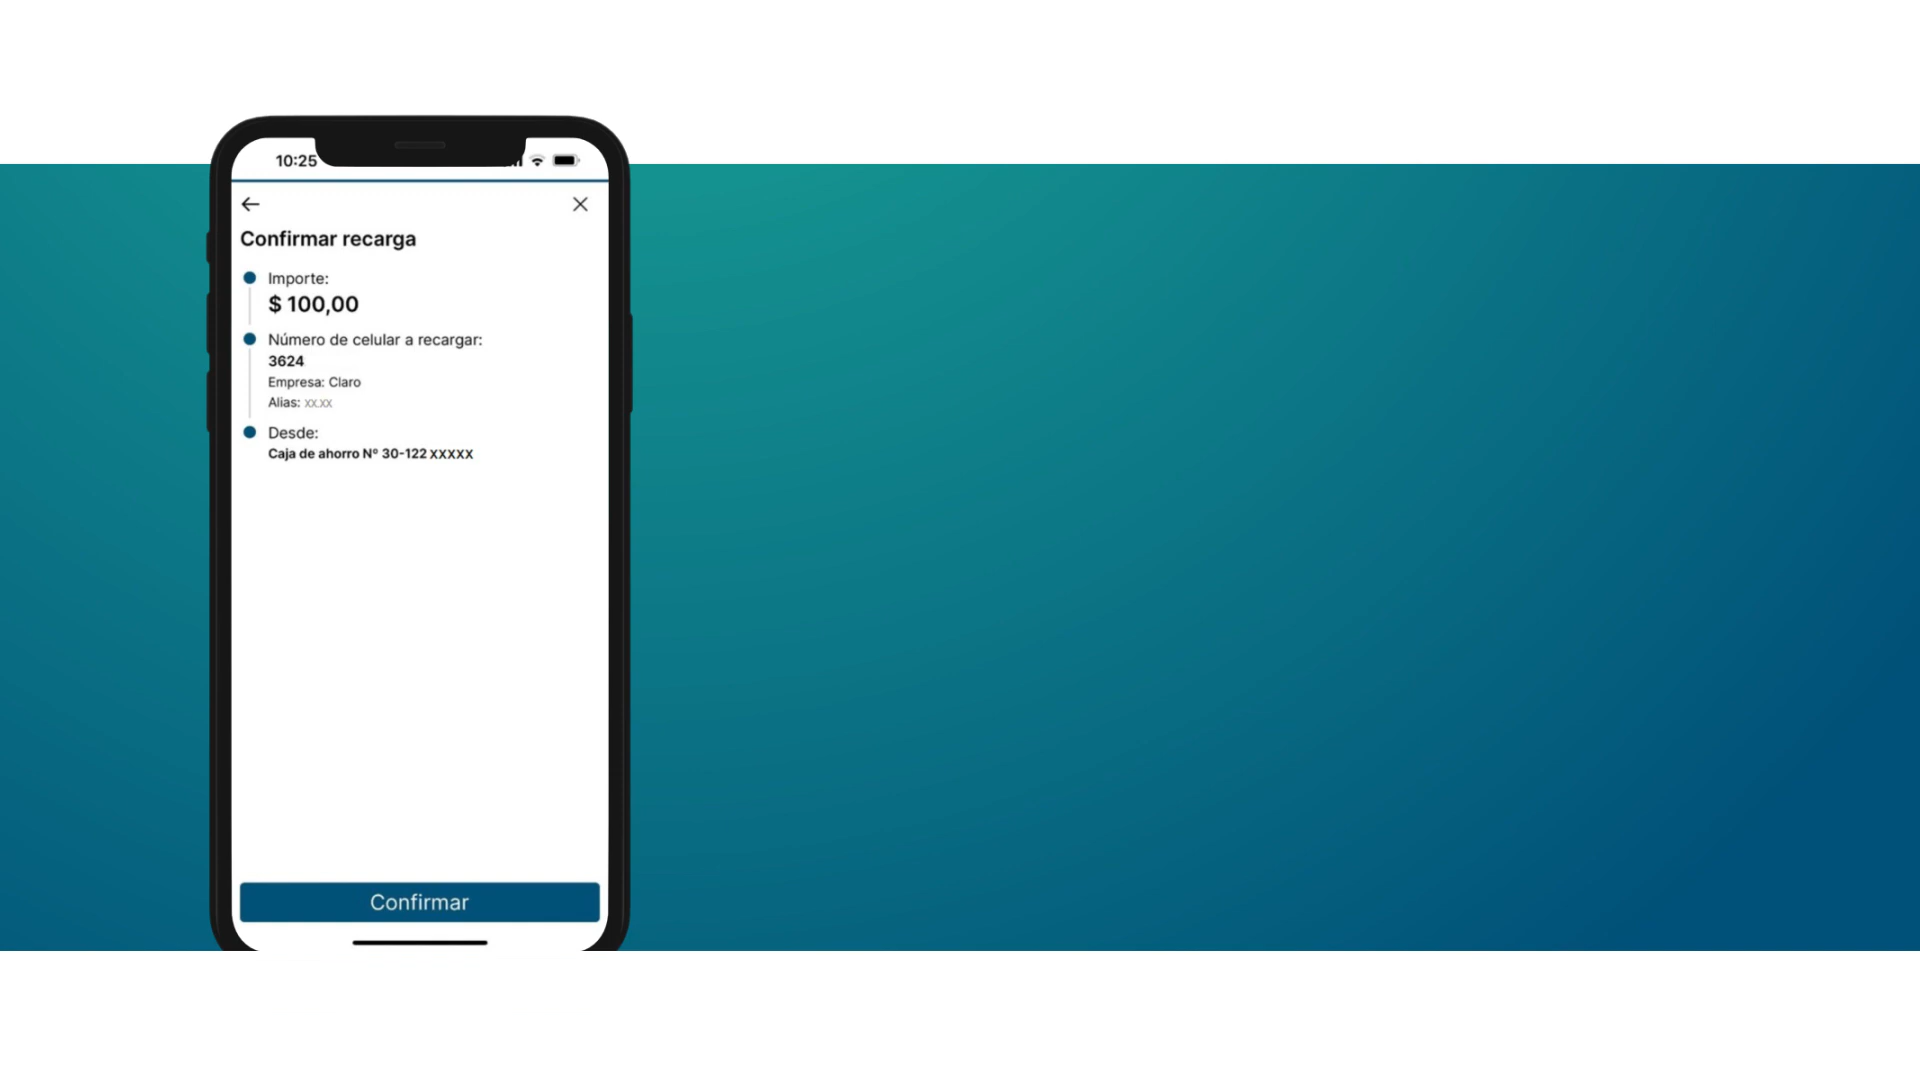 10:25
Confirmar recarga
Importe:
$ 100,00
Número de celular a recargar:
3624
Empresa: Claro
Alias: xx.xx
Desde:
Caja de ahorro Nº 30-122 XXXXX
Confirmar